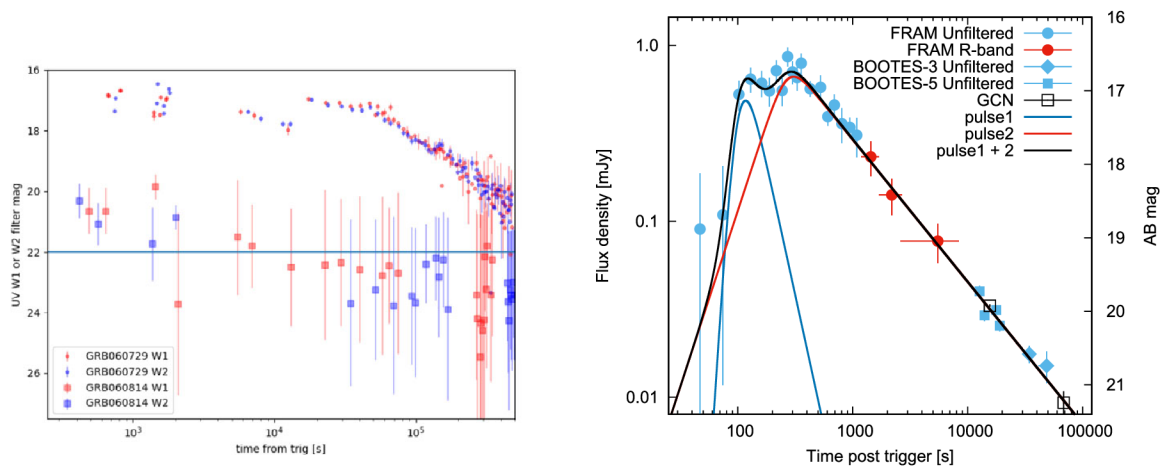 16
18
20
22
24
26
UV W1 or W2 filter mag
GRB060729 W1
GRB060729 W2
GRB060814 W1
GRB060814 W2
10³
10⁴
10⁵
time from trig [s]
FRAM Unfiltered
FRAM R-band
BOOTES-3 Unfiltered
BOOTES-5 Unfiltered
GCN
pulse1
pulse2
pulse1 + 2
1.0
0.1
0.01
Flux density [mJy]
16
17
18
19
20
21
AB mag
100
1000
10000
100000
Time post trigger [s]